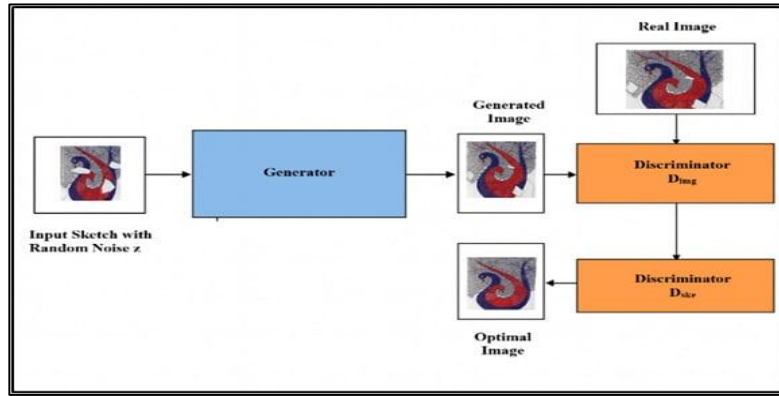 Real Image
Generated
Image
Generator
Discriminator
Dimg
Input Sketch with
Random Noise z
Discriminator
Dske
Optimal
Image